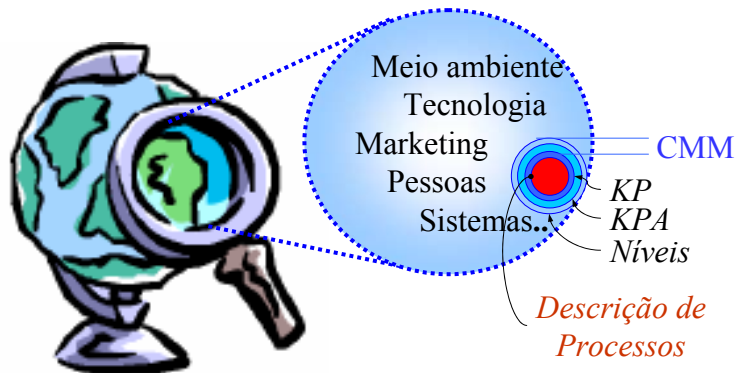 Meio ambiente
Tecnologia
Marketing
Pessoas
Sistemas..
CMM
KP
KPA
Níveis
Descrição de
Processos